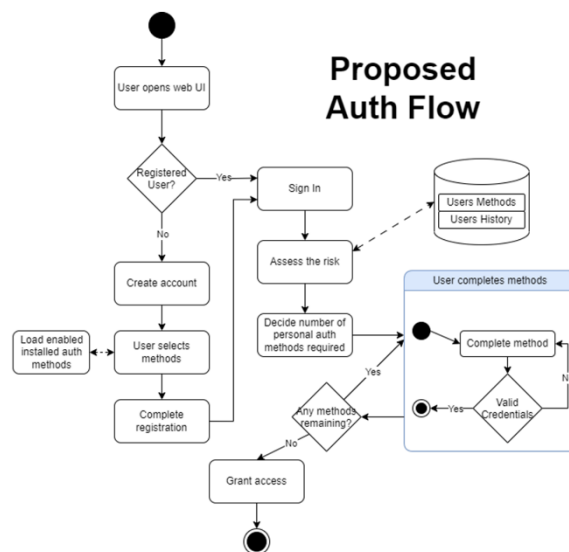 Proposed
Auth Flow
User opens web UI
Registered
User?
Yes
No
Sign In
Users Methods
Users History
Assess the risk
Create account
User completes methods
Decide number of
personal auth
methods required
Load enabled
installed auth
methods
User selects
methods
Complete method
Yes
Any methods
remaining?
Complete
registration
Valid
Credentials
Yes
No
Grant access